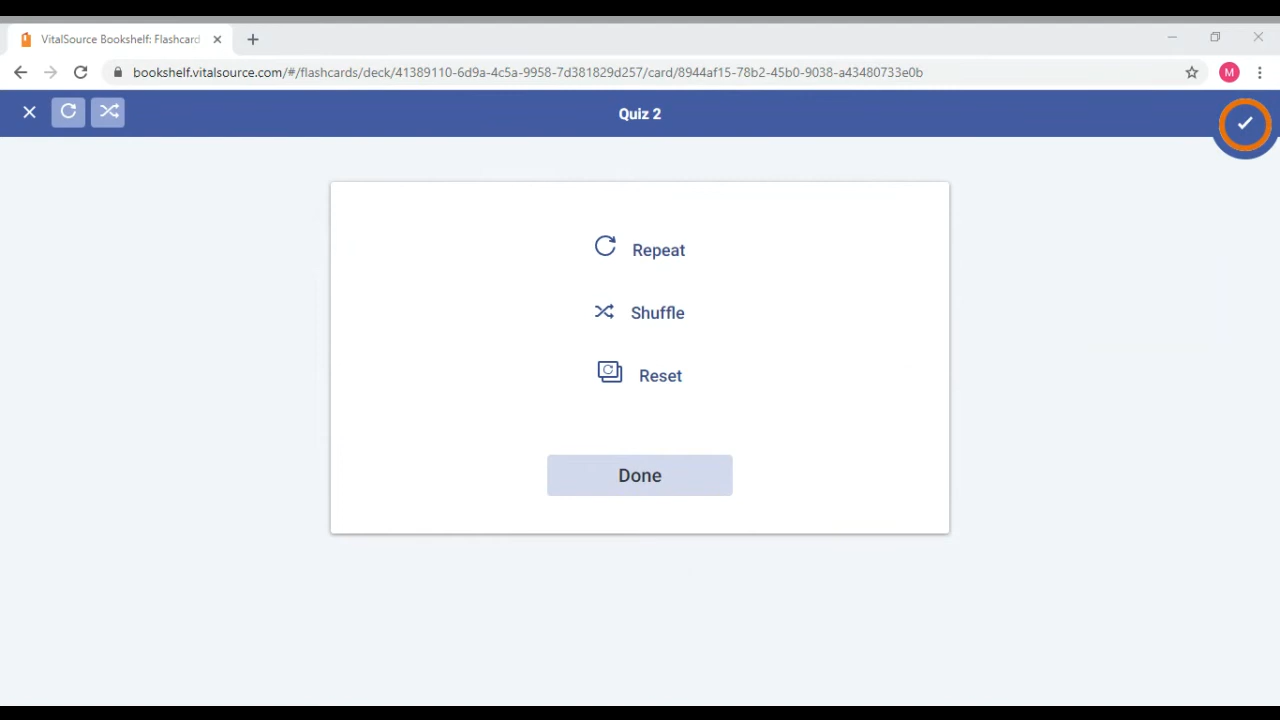 VitalSource Bookshelf: Flashcard
bookshelf.vitalsource.com/#/flashcards/deck/41389110-6d9a-4c5a-9958-7d381829d257/card/8944af15-78b2-45b0-9038-a43480733e0b
M
Quiz 2
Repeat
Shuffle
Reset
Done